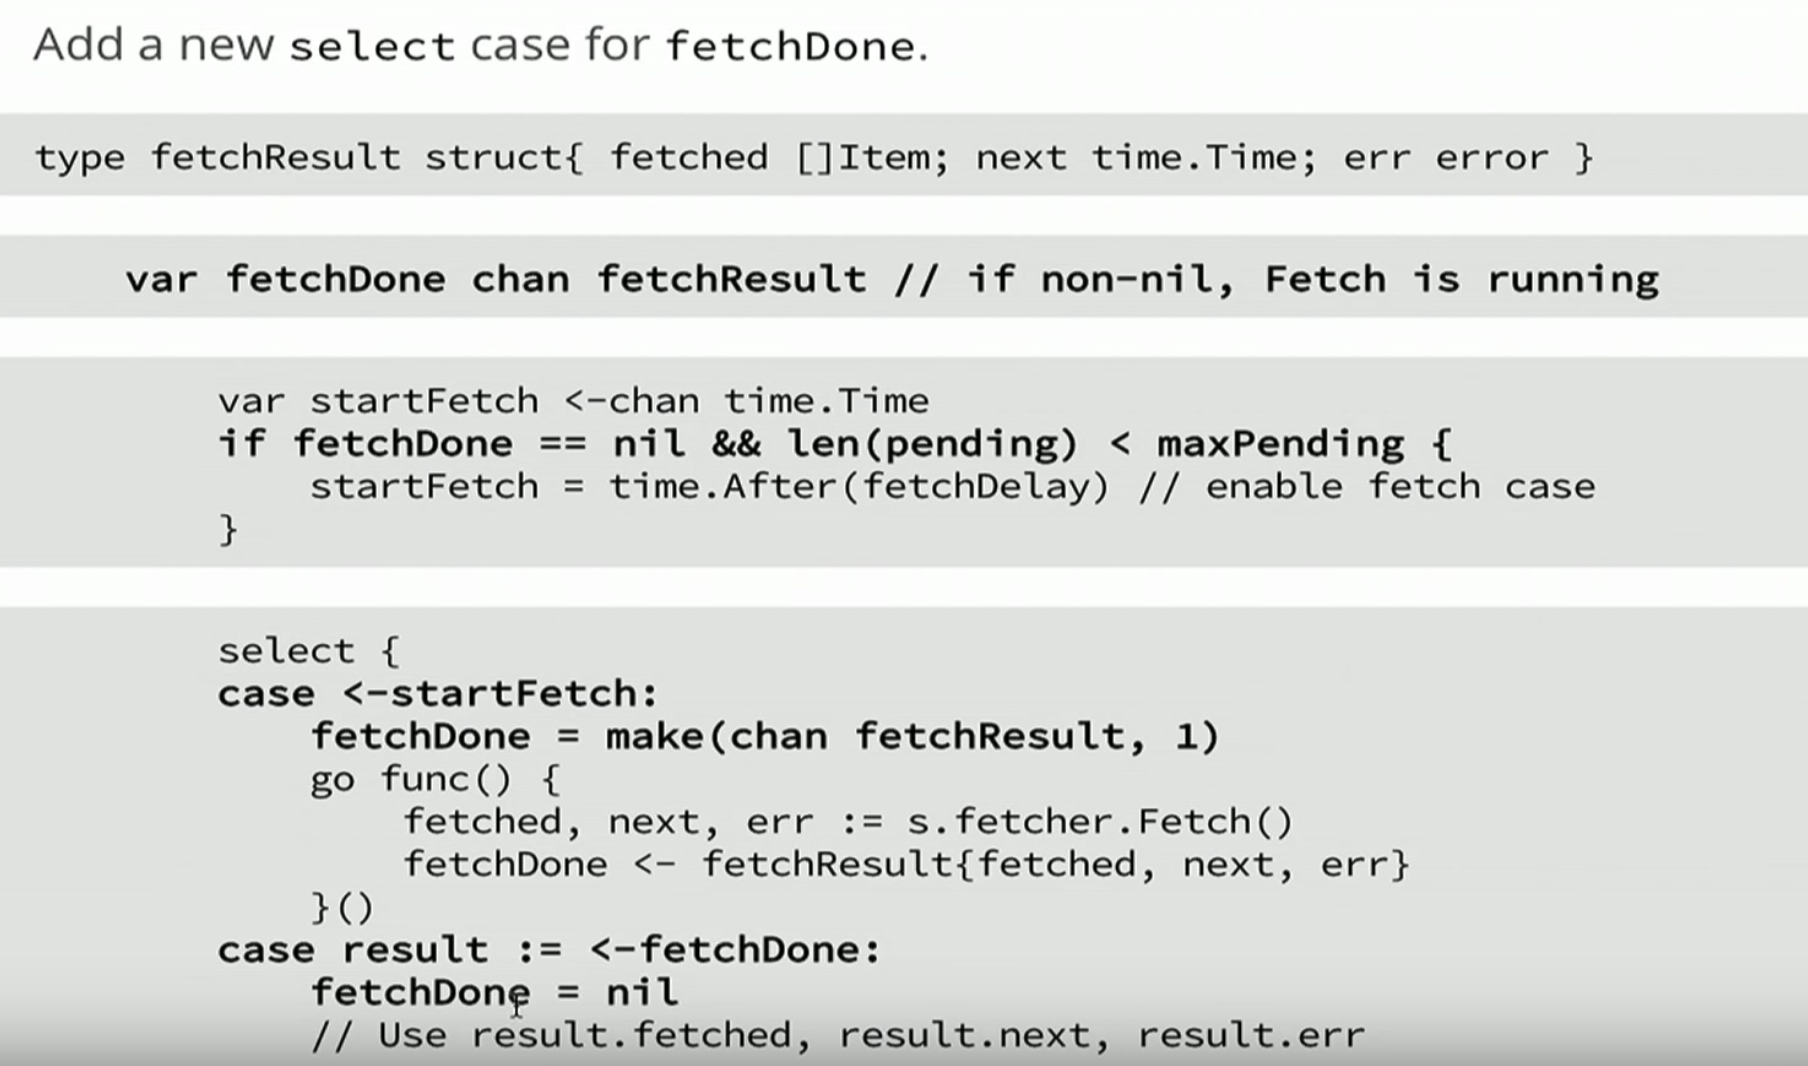 Add a new select case for fetchDone.
type fetchResult struct{ fetched []Item; next time.Time; err error }
var fetchDone chan fetchResult // if non-nil, Fetch is running
var startFetch <-chan time.Time
if fetchDone == nil && len(pending) < maxPending {
startFetch = time.After(fetchDelay) // enable fetch case
}
select {
case <-startFetch:
fetchDone = make(chan fetchResult, 1)
go func() {
fetched, next, err := s.fetcher.Fetch()
fetchDone <- fetchResult{fetched, next, err}
}()
case result := <-fetchDone:
fetchDone = nil
// Use result.fetched, result.next, result.err